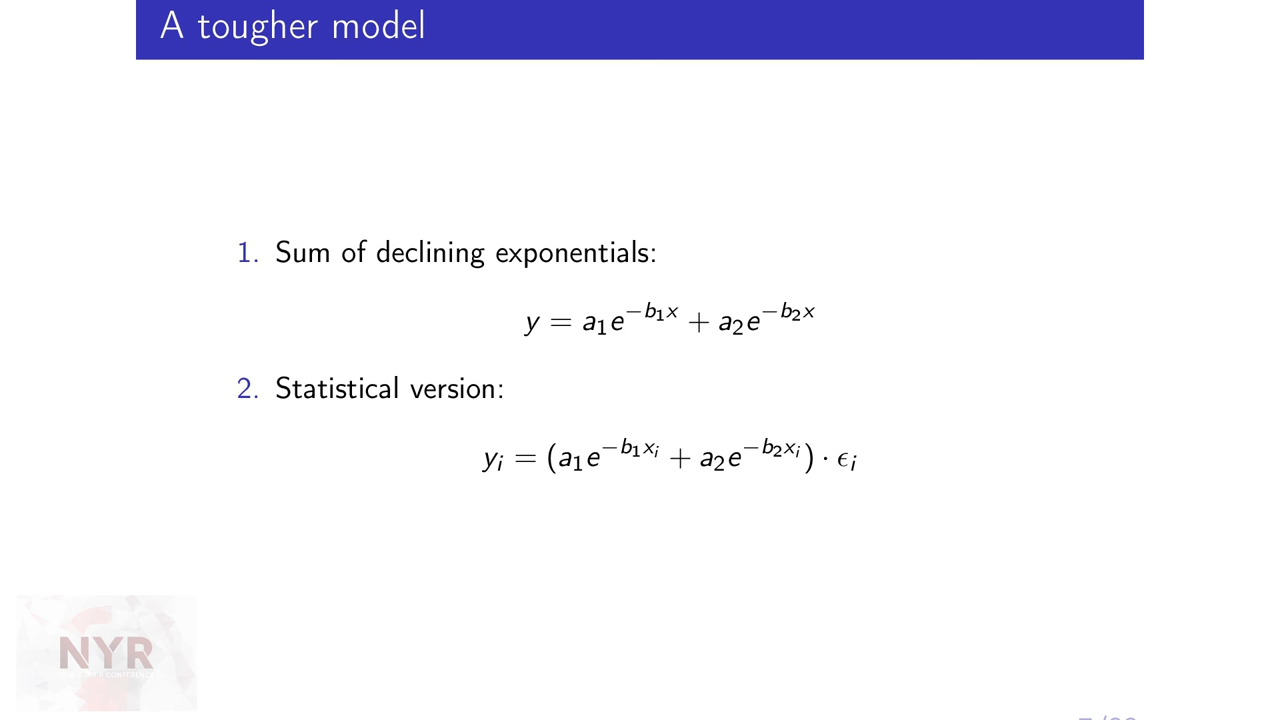 A tougher model
1. Sum of declining exponentials:
y = a₁e^{−b₁x} + a₂e^{−b₂x}
2. Statistical version:
yᵢ = (a₁e^{−b₁xᵢ} + a₂e^{−b₂xᵢ}) · ϵᵢ
NYR